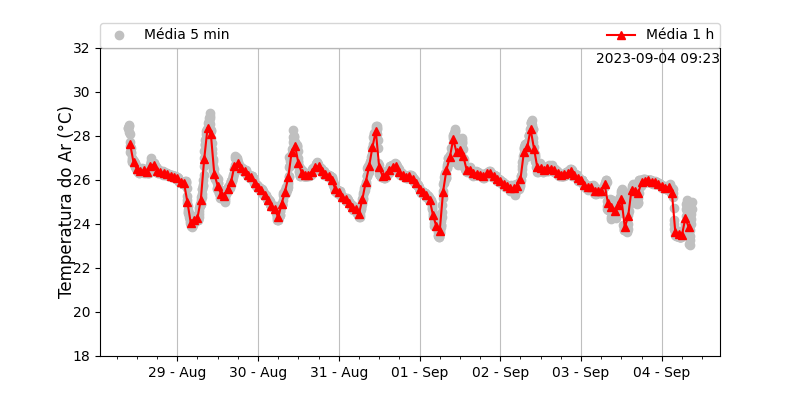 Média 5 min
Média 1 h
2023-09-04 09:23
Temperatura do Ar (°C)
32
30
28
26
24
22
20
18
29 - Aug
30 - Aug
31 - Aug
01 - Sep
02 - Sep
03 - Sep
04 - Sep